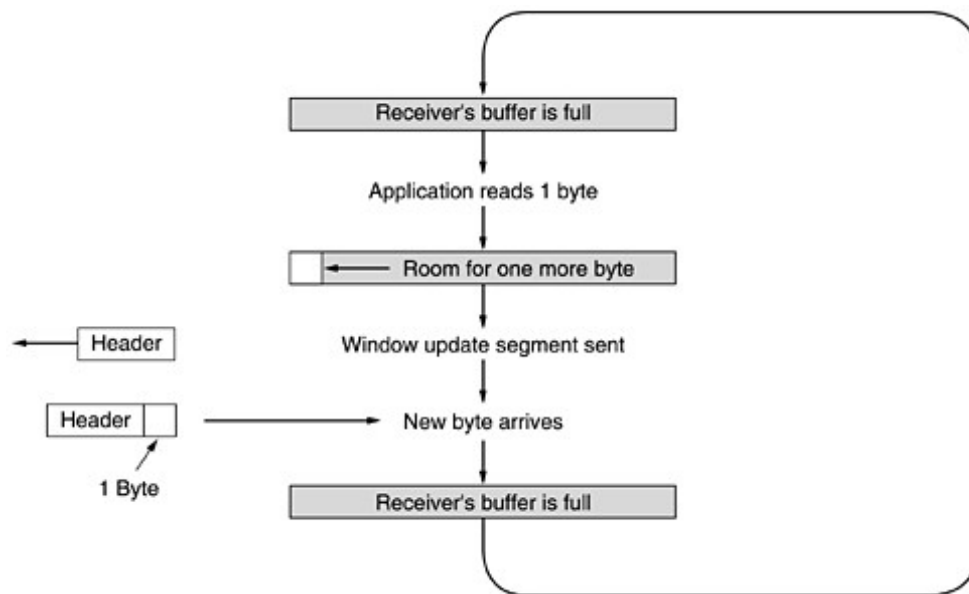 Receiver's buffer is full
Application reads 1 byte
Room for one more byte
Window update segment sent
Header
New byte arrives
Header
1 Byte
Receiver's buffer is full